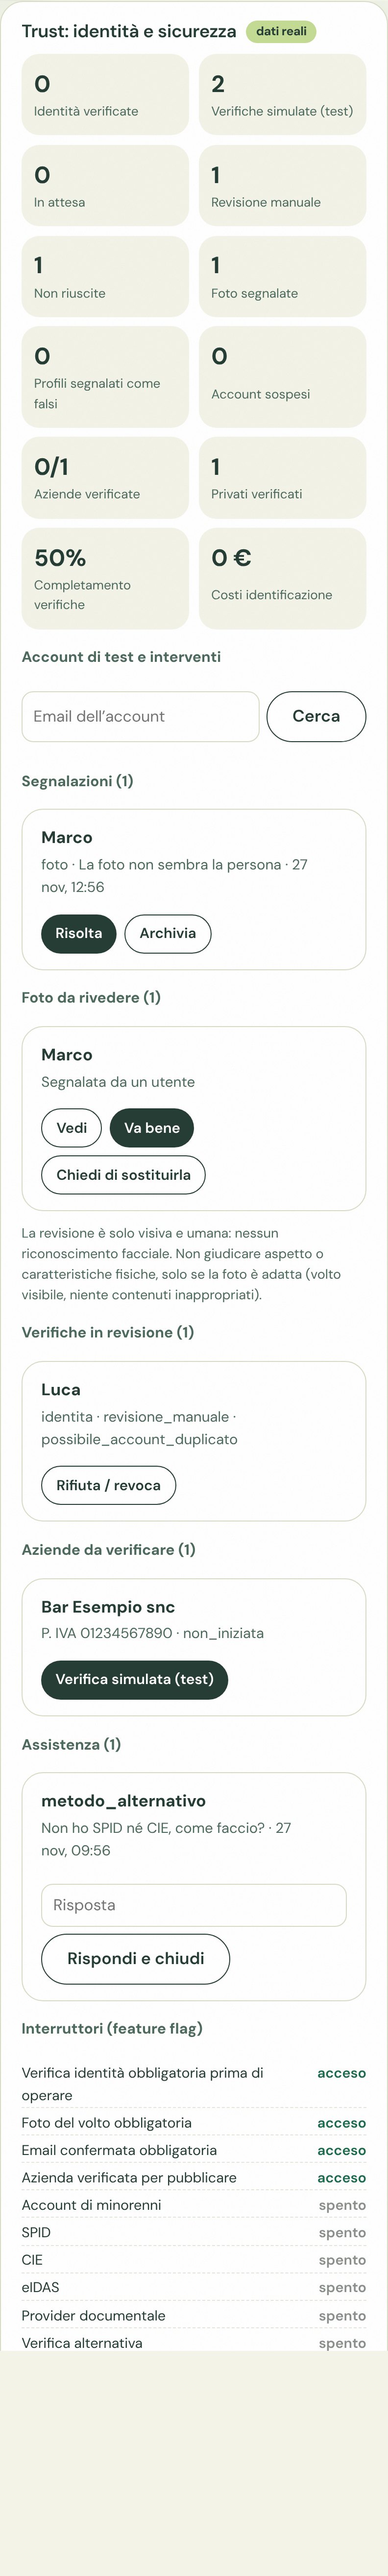 Trust: identità e sicurezza dati reali
0
Identità verificate
2
Verifiche simulate (test)
0
In attesa
1
Revisione manuale
1
Non riuscite
1
Foto segnalate
0
Profili segnalati come
falsi
0
Account sospesi
0/1
Aziende verificate
1
Privati verificati
50%
Completamento
verifiche
0 €
Costi identificazione
Account di test e interventi
Email dell’account Cerca
Segnalazioni (1)
Marco
foto · La foto non sembra la persona · 27
nov, 12:56
Risolta Archivia
Foto da rivedere (1)
Marco
Segnalata da un utente
Vedi Va bene
Chiedi di sostituirla
La revisione è solo visiva e umana: nessun
riconoscimento facciale. Non giudicare aspetto o
caratteristiche fisiche, solo se la foto è adatta (volto
visibile, niente contenuti inappropriati).
Verifiche in revisione (1)
Luca
identita · revisione_manuale ·
possibile_account_duplicato
Rifiuta / revoca
Aziende da verificare (1)
Bar Esempio snc
P. IVA 01234567890 · non_iniziata
Verifica simulata (test)
Assistenza (1)
metodo_alternativo
Non ho SPID né CIE, come faccio? · 27
nov, 09:56
Risposta
Rispondi e chiudi
Interruttori (feature flag)
Verifica identità obbligatoria prima di
operare
acceso
Foto del volto obbligatoria acceso
Email confermata obbligatoria acceso
Azienda verificata per pubblicare acceso
Account di minorenni spento
SPID spento
CIE spento
eIDAS spento
Provider documentale spento
Verifica alternativa spento